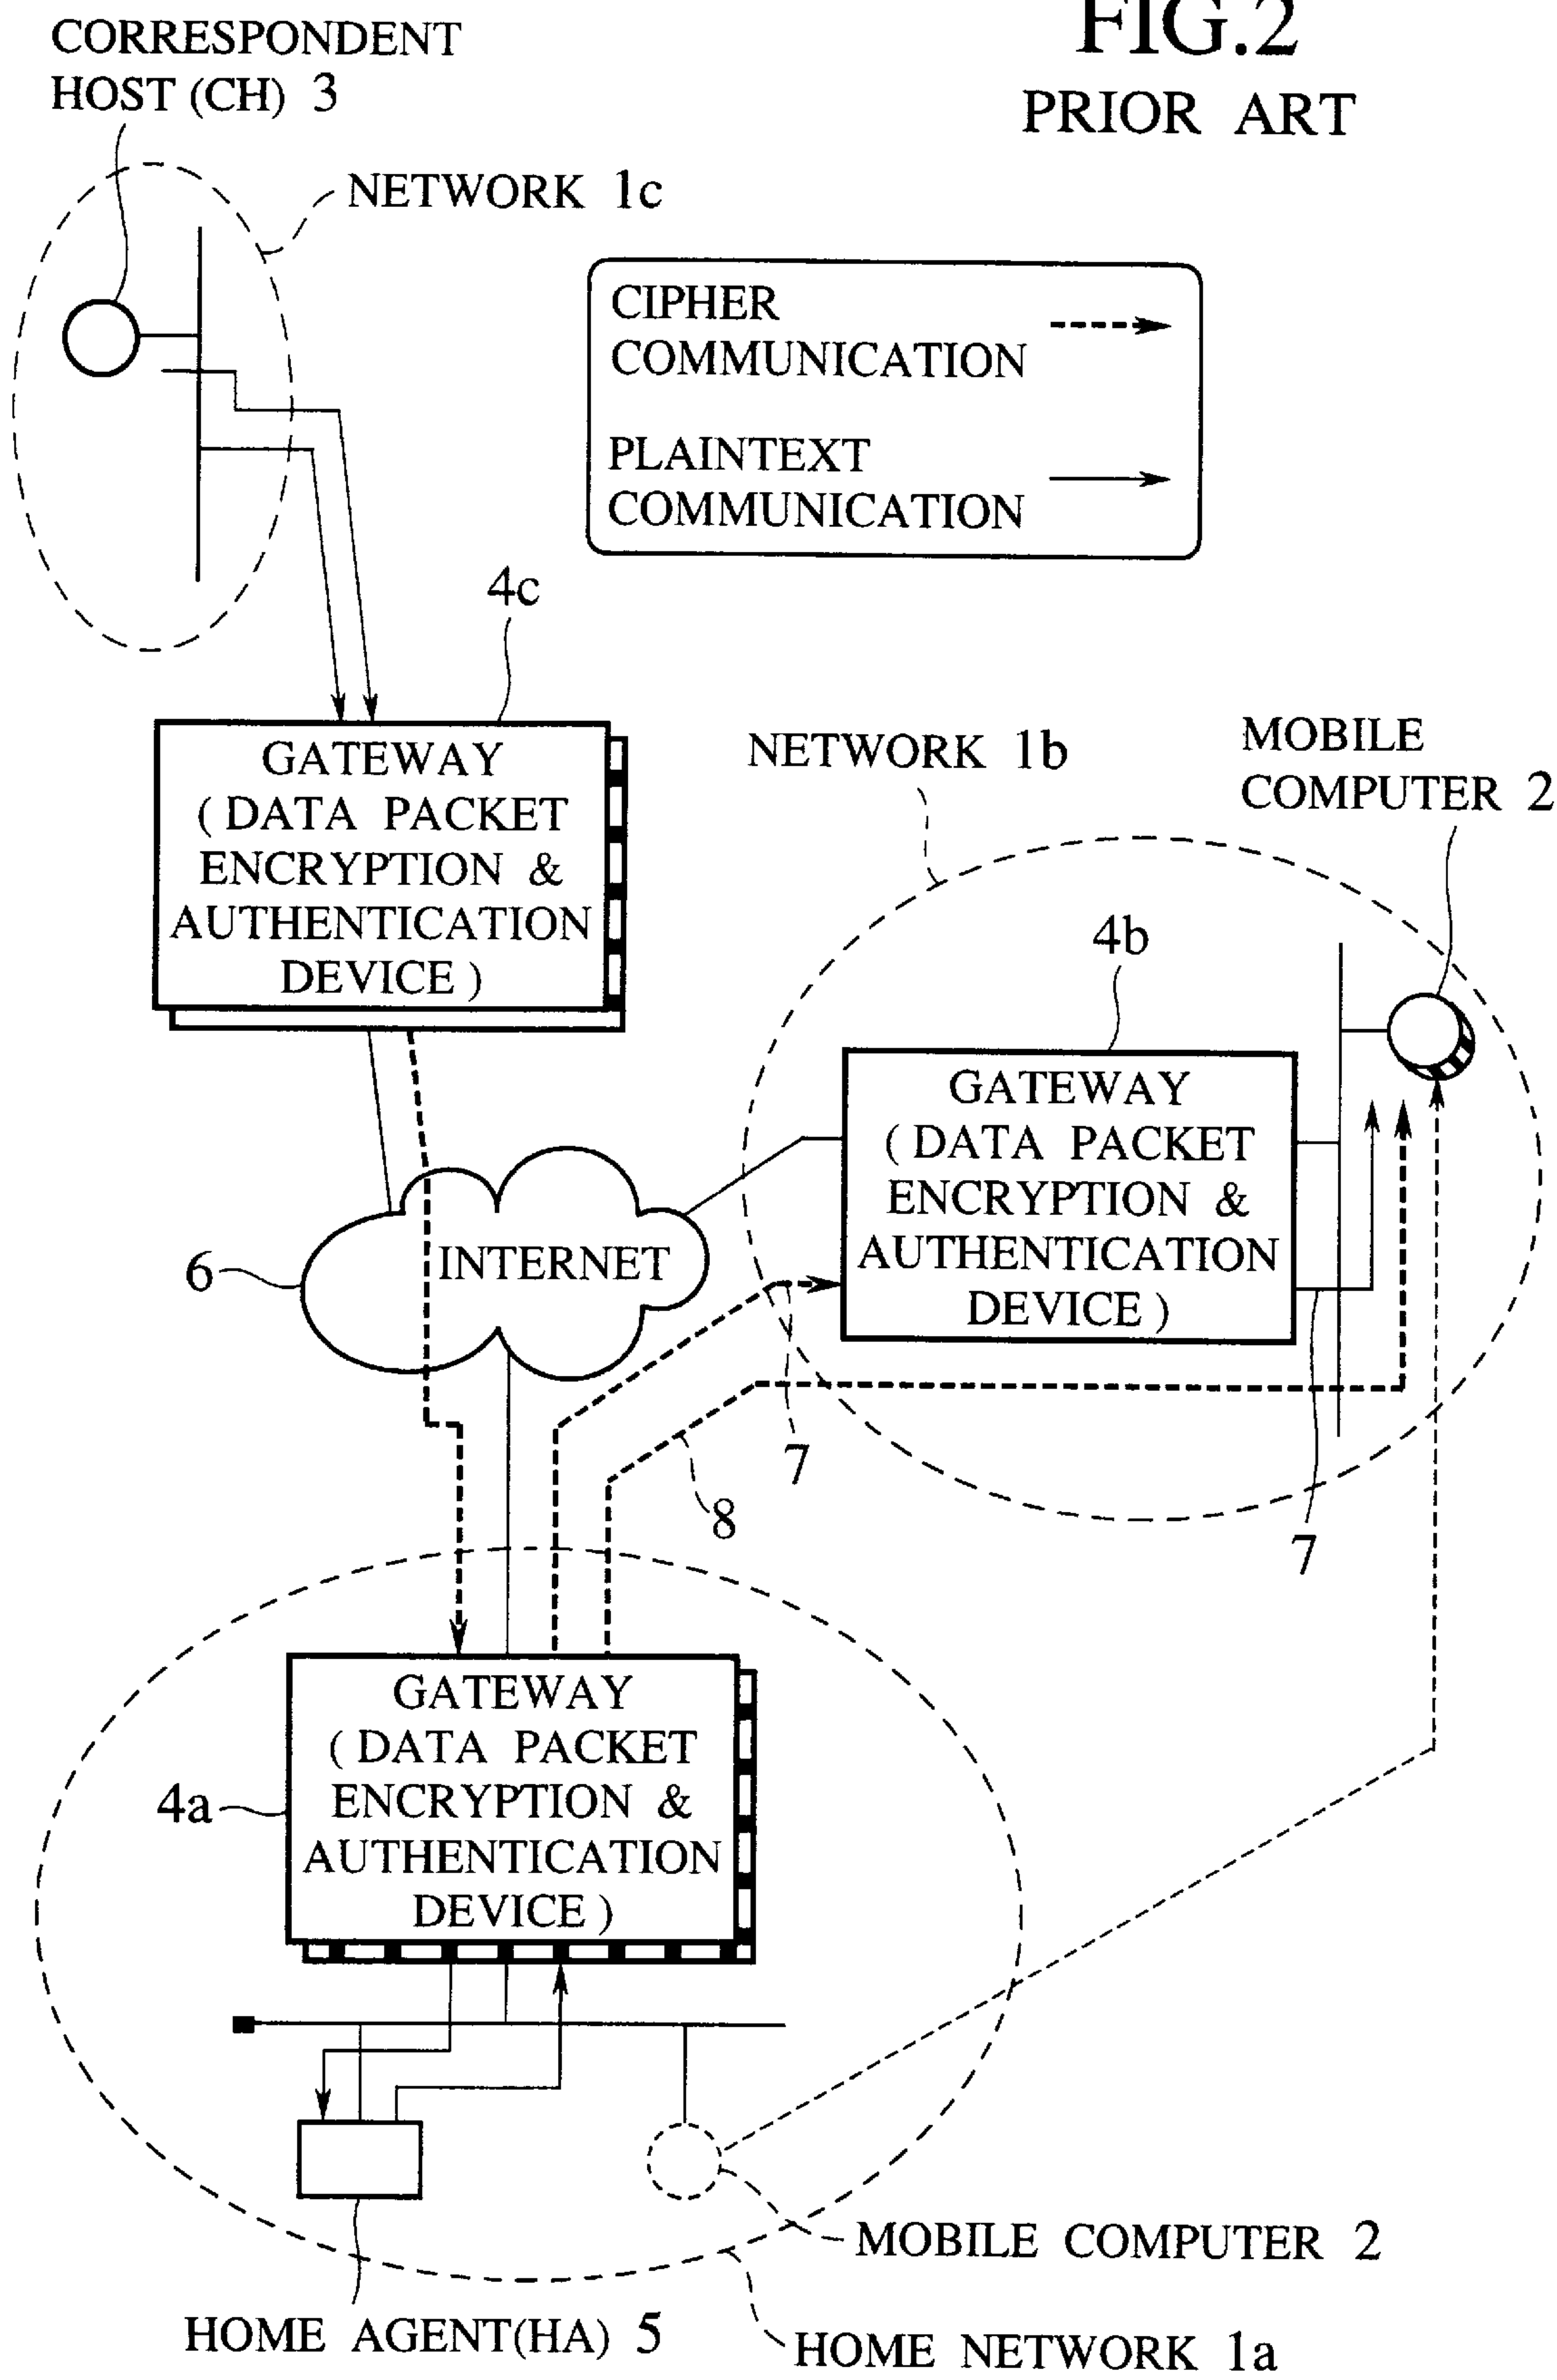 FIG.2
PRIOR ART
CORRESPONDENT
HOST (CH) 3
NETWORK 1c
CIPHER
COMMUNICATION
PLAINTEXT
COMMUNICATION
4c
GATEWAY
( DATA PACKET
ENCRYPTION &
AUTHENTICATION
DEVICE )
NETWORK 1b
MOBILE
COMPUTER 2
4b
GATEWAY
( DATA PACKET
ENCRYPTION &
AUTHENTICATION
DEVICE )
6
INTERNET
7
8
7
4a
GATEWAY
( DATA PACKET
ENCRYPTION &
AUTHENTICATION
DEVICE )
MOBILE COMPUTER 2
HOME AGENT(HA) 5
HOME NETWORK 1a